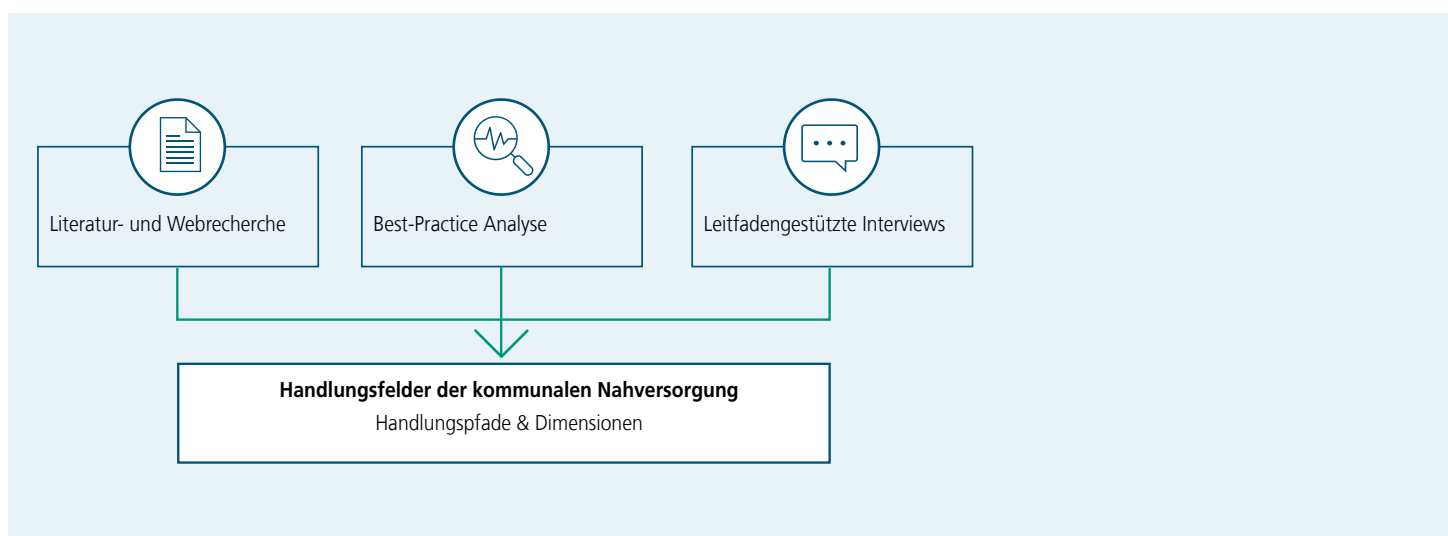 Literatur- und Webrecherche
Best-Practice Analyse
Leitfadengestützte Interviews
Handlungsfelder der kommunalen Nahversorgung
Handlungspfade & Dimensionen